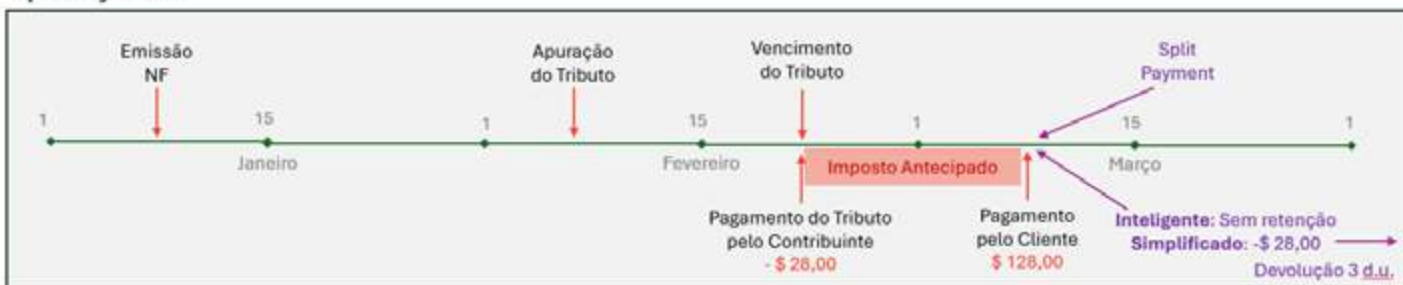 Emissão
NF
Apuração
do Tributo
Vencimento
do Tributo
Split
Payment
1
15
1
15
1
15
1
Janeiro
Fevereiro
Março
Imposto Antecipado
Pagamento do Tributo
pelo Contribuinte
- $ 28,00
Pagamento
pelo Cliente
$ 128,00
Inteligente: Sem retenção
Simplificado: -$ 28,00
Devolução 3 d.u.